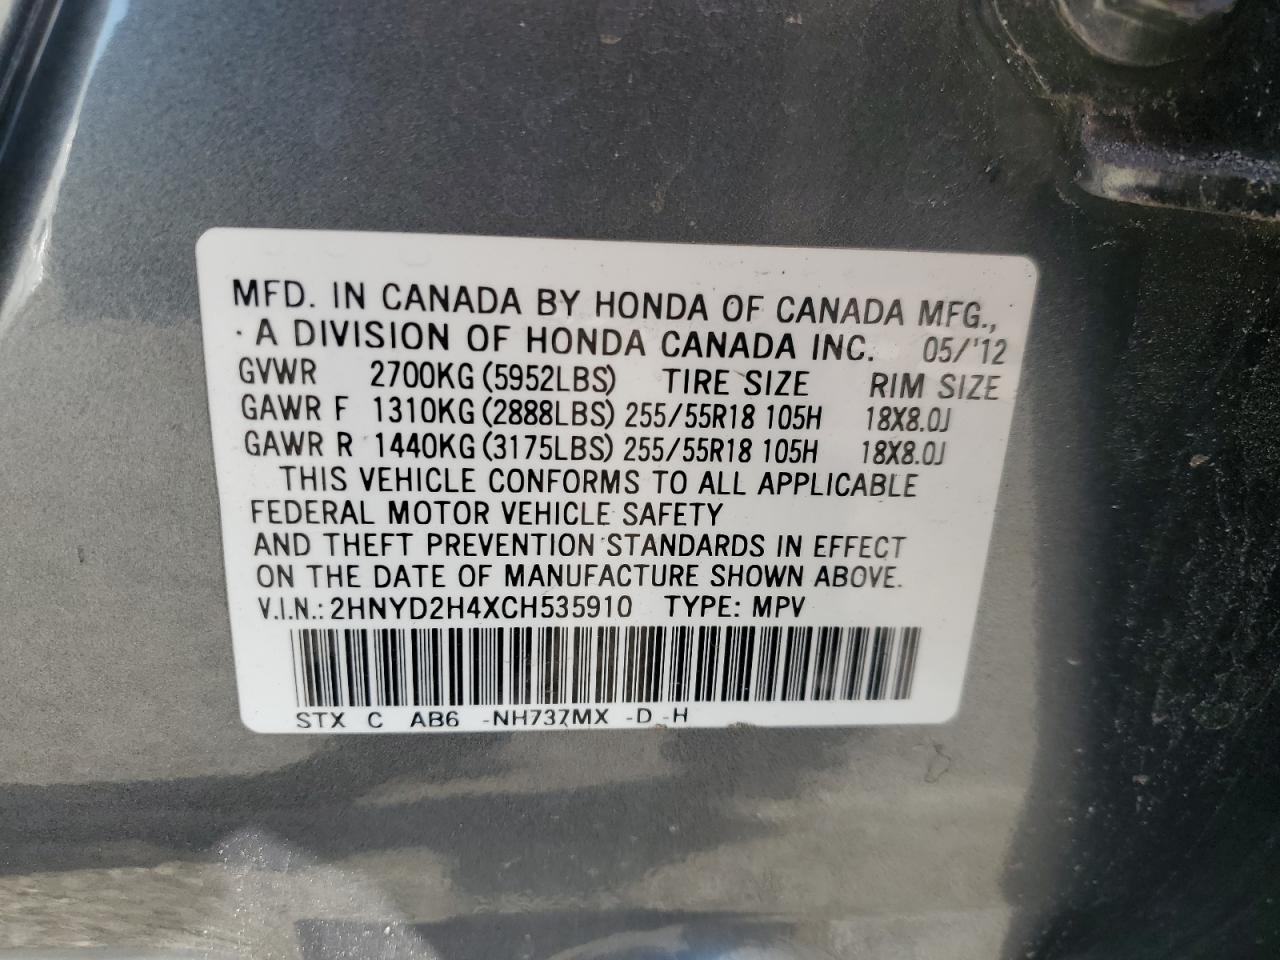 MFD. IN CANADA BY HONDA OF CANADA MFG.,
A DIVISION OF HONDA CANADA INC. 05/'12
GVWR 2700KG (5952LBS) TIRE SIZE RIM SIZE
GAWR F 1310KG (2888LBS) 255/55R18 105H 18X8.0J
GAWR R 1440KG (3175LBS) 255/55R18 105H 18X8.0J
THIS VEHICLE CONFORMS TO ALL APPLICABLE
FEDERAL MOTOR VEHICLE SAFETY
AND THEFT PREVENTION STANDARDS IN EFFECT
ON THE DATE OF MANUFACTURE SHOWN ABOVE.
V.I.N.: 2HNYD2H4XCH535910 TYPE: MPV
STX C AB6 -NH737MX -D -H